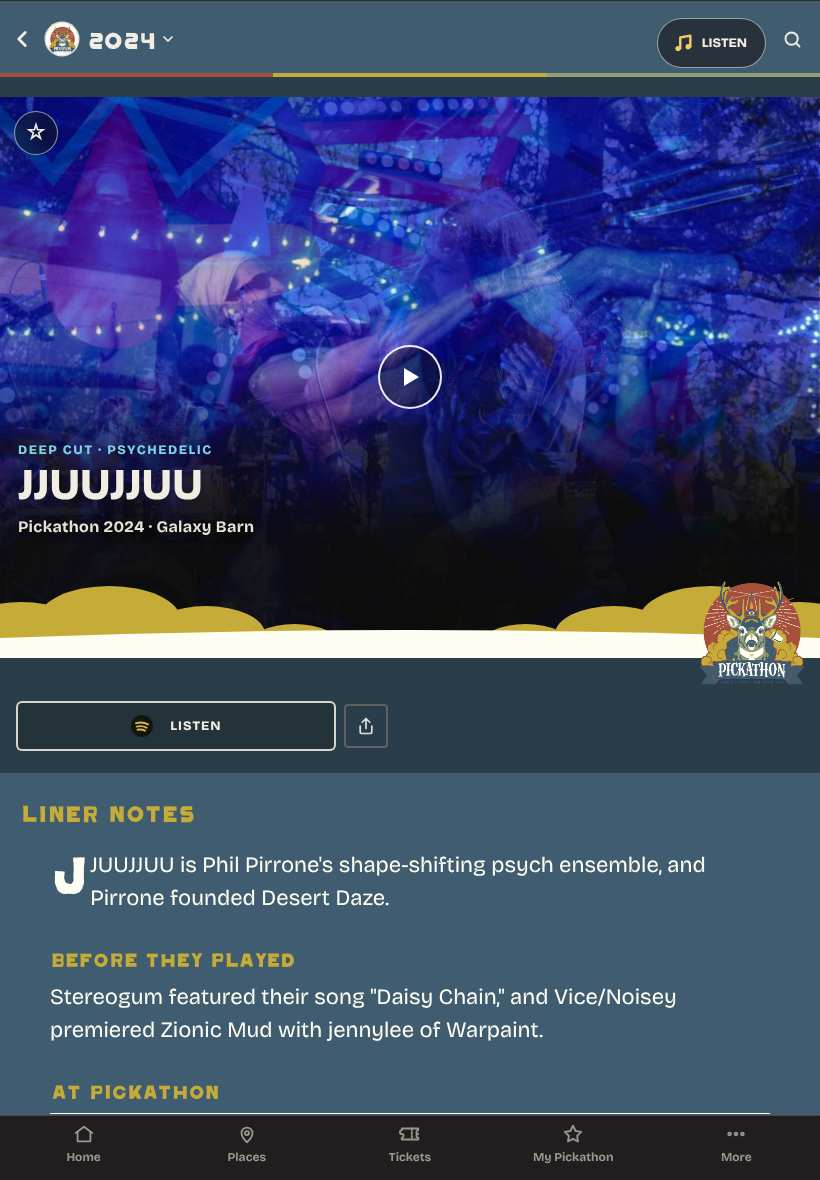 2024
LISTEN
DEEP CUT · PSYCHEDELIC
JJUUJJUU
Pickathon 2024 · Galaxy Barn
PICKATHON
LISTEN
LINER NOTES
JJUUJJUU is Phil Pirrone's shape-shifting psych ensemble, and
Pirrone founded Desert Daze.
BEFORE THEY PLAYED
Stereogum featured their song "Daisy Chain," and Vice/Noisey
premiered Zionic Mud with jennylee of Warpaint.
AT PICKATHON
Home
Places
Tickets
My Pickathon
More